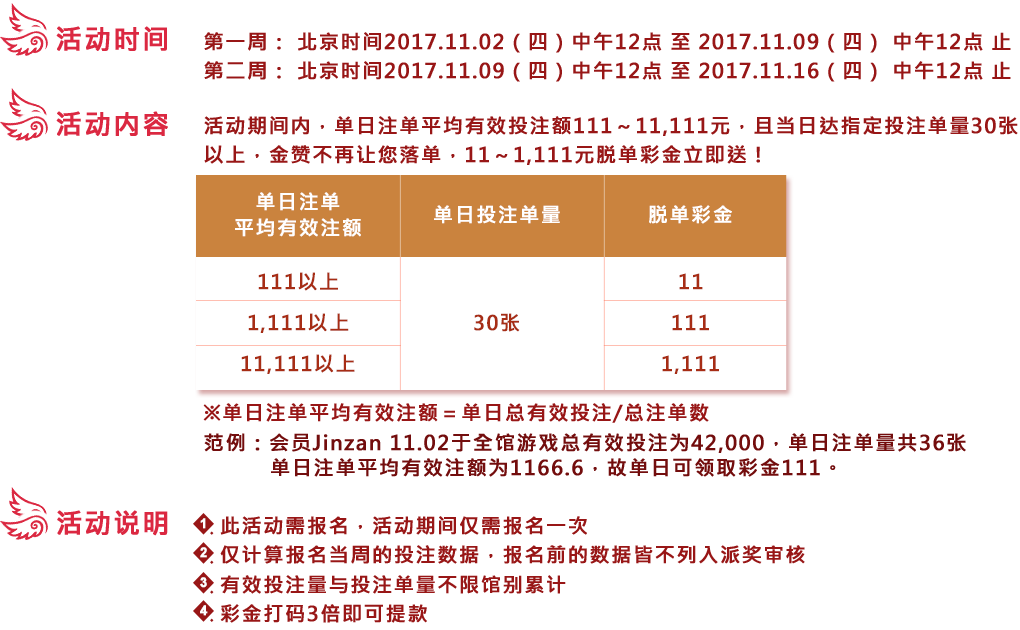 活动时间
第一周： 北京时间2017.11.02（四）中午12点 至 2017.11.09（四） 中午12点 止
第二周： 北京时间2017.11.09（四）中午12点 至 2017.11.16（四） 中午12点 止
活动内容
活动期间内，单日注单平均有效投注额111～11,111元，且当日达指定投注单量30张
以上，金赞不再让您落单，11～1,111元脱单彩金立即送！
单日注单
平均有效注额
单日投注单量
脱单彩金
111以上
11
1,111以上
30张
111
11,111以上
1,111
※单日注单平均有效注额＝单日总有效投注/总注单数
范例：会员Jinzan 11.02于全馆游戏总有效投注为42,000，单日注单量共36张
单日注单平均有效注额为1166.6，故单日可领取彩金111。
活动说明
1. 此活动需报名，活动期间仅需报名一次
2. 仅计算报名当周的投注数据，报名前的数据皆不列入派奖审核
3. 有效投注量与投注单量不限馆别累计
4. 彩金打码3倍即可提款